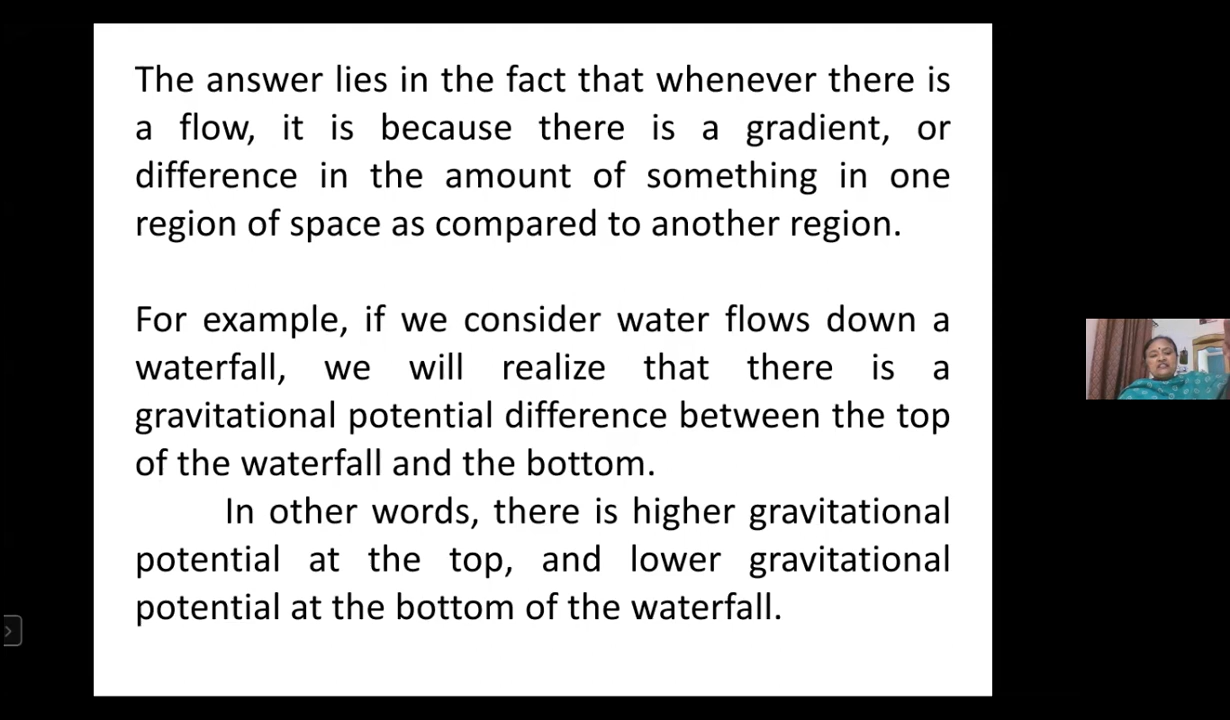 The answer lies in the fact that whenever there is
a flow, it is because there is a gradient, or
difference in the amount of something in one
region of space as compared to another region.
For example, if we consider water flows down a
waterfall, we will realize that there is a
gravitational potential difference between the top
of the waterfall and the bottom.
In other words, there is higher gravitational
potential at the top, and lower gravitational
potential at the bottom of the waterfall.